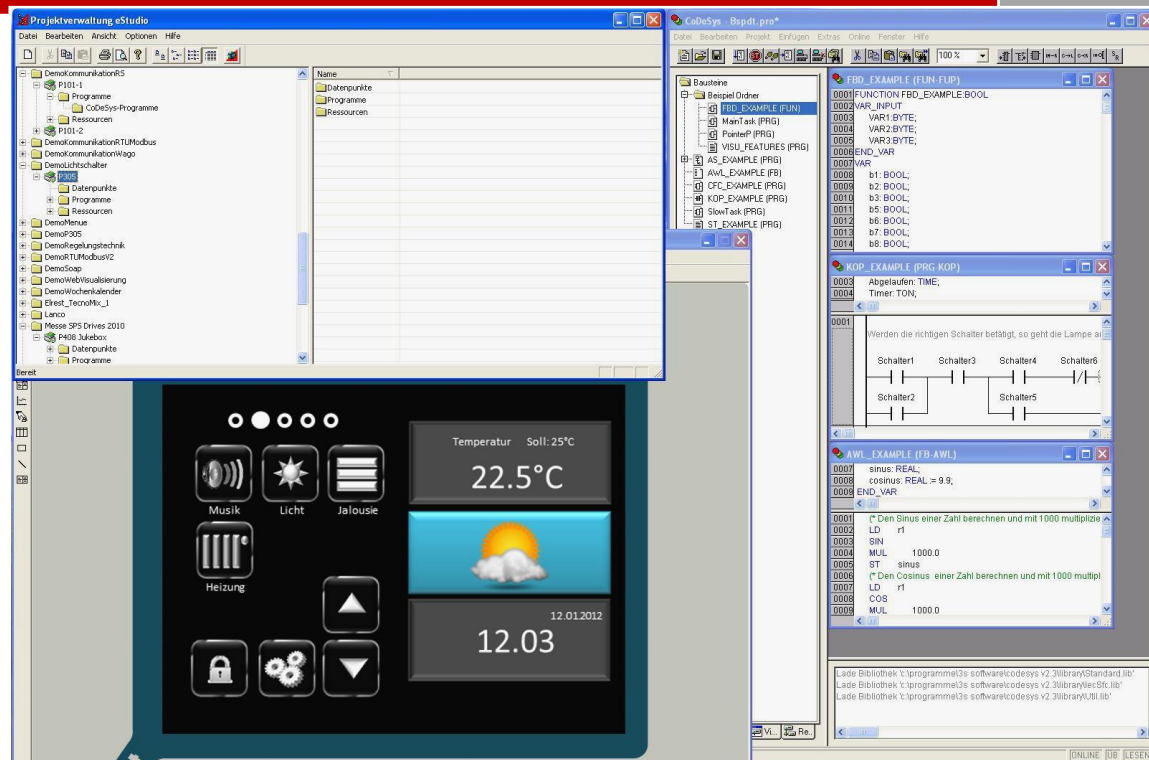 Projektverwaltung eStudio
Datei Bearbeiten Ansicht Optionen Hilfe
DemoKommunikationRS
P101-1
Programme
CoDeSys-Programme
Ressourcen
P101-2
DemoKommunikationRTUModbus
DemoKommunikationWago
DemoLichtschalter
P305
Datenpunkte
Programme
Ressourcen
DemoMenue
DemoP305
DemoRegelungstechnik
DemoRTUModbusV2
DemoSoap
DemoWebVisualisierung
DemoWochenkalender
Elrest_TecnoMix_1
Lanco
Messe SPS Drives 2010
P408 Jukebox
Datenpunkte
Programme
Name
Datenpunkte
Programme
Ressourcen
Bereit
CoDeSys - Bspdt.pro*
Datei Bearbeiten Projekt Einfügen Extras Online Fenster Hilfe
100 %
Bausteine
Beispiel Ordner
FBD_EXAMPLE (FUN)
MainTask (PRG)
PointerP (PRG)
VISU_FEATURES (PRG)
AS_EXAMPLE (PRG)
AWL_EXAMPLE (FB)
CFC_EXAMPLE (PRG)
KOP_EXAMPLE (PRG)
SlowTask (PRG)
ST_EXAMPLE (PRG)
Vi... Re..
FBD_EXAMPLE (FUN-FUP)
0001 FUNCTION FBD_EXAMPLE:BOOL
0002 VAR_INPUT
0003 VAR1:BYTE;
0004 VAR2:BYTE;
0005 VAR3:BYTE;
0006 END_VAR
0007 VAR
0008 b1: BOOL;
0009 b2: BOOL;
0010 b3: BOOL;
0011 b5: BOOL;
0012 b6: BOOL;
0013 b7: BOOL;
0014 b8: BOOL;
KOP_EXAMPLE (PRG-KOP)
0003 Abgelaufen: TIME;
0004 Timer: TON;
0001
Werden die richtigen Schalter betätigt, so geht die Lampe a
Schalter1 Schalter3 Schalter4 Schalter6
Schalter2 Schalter5
AWL_EXAMPLE (FB-AWL)
0007 sinus: REAL;
0008 cosinus: REAL := 9.9;
0009 END_VAR
0001 (* Den Sinus einer Zahl berechnen und mit 1000 multiplizie
0002 LD r1
0003 SIN
0004 MUL 1000.0
0005 ST sinus
0006 (* Den Cosinus einer Zahl berechnen und mit 1000 multipl
0007 LD r1
0008 COS
0009 MUL 1000.0
Lade Bibliothek 'c:\programme\3s software\codesys v2.3\library\Standard.lib'
Lade Bibliothek 'c:\programme\3s software\codesys v2.3\library\IecSfc.lib'
Lade Bibliothek 'c:\programme\3s software\codesys v2.3\library\Util.lib'
ONLINE ÜB LESEN
Musik Licht Jalousie
Heizung
Temperatur Soll: 25°C
22.5°C
12.01.2012
12.03